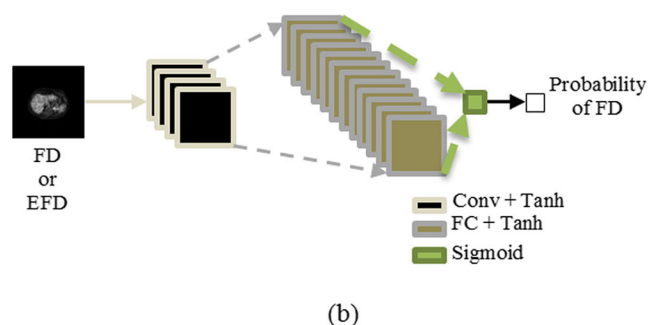 Probability
of FD
FD
or
EFD
Conv + Tanh
FC + Tanh
Sigmoid
(b)